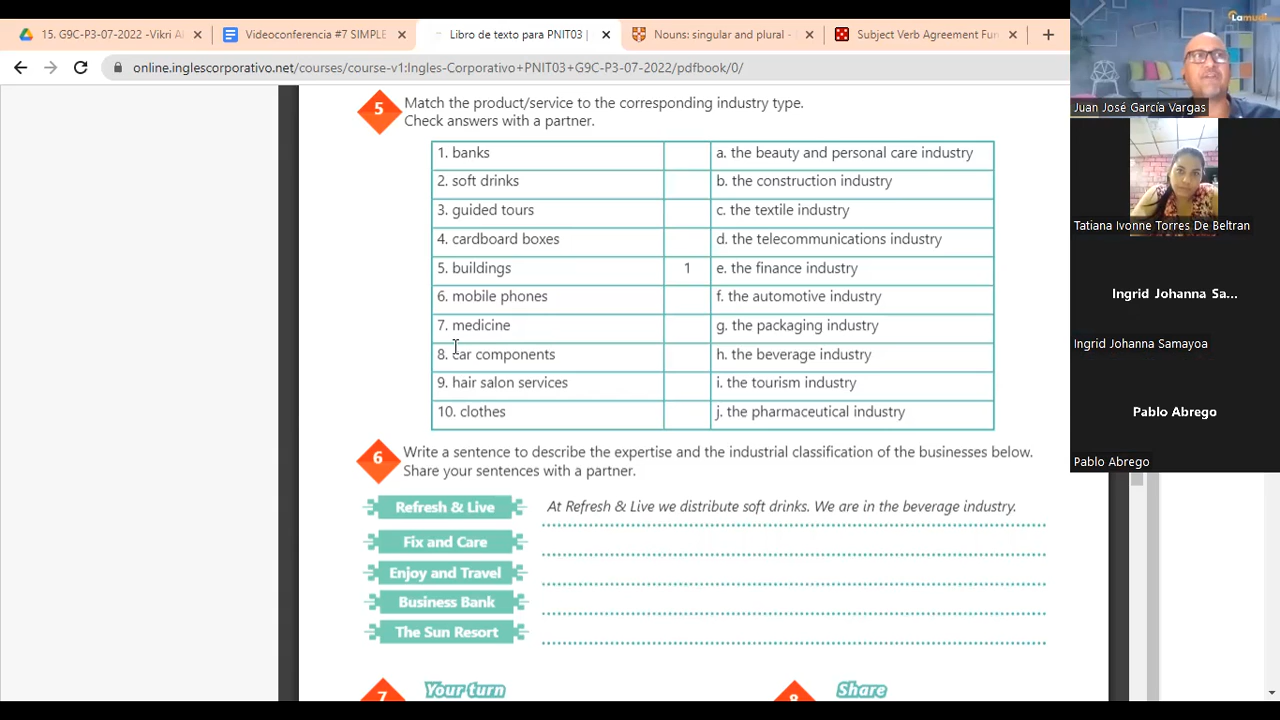 15. G9C-P3-07-2022 -Vikri Al
Videoconferencia #7 SIMPLE
Libro de texto para PNIT03 |
Nouns: singular and plural -
Subject Verb Agreement Fun
online.inglescorporativo.net/courses/course-v1:Ingles-Corporativo+PNIT03+G9C-P3-07-2022/pdfbook/0/
5
Match the product/service to the corresponding industry type.
Check answers with a partner.
1. banks a. the beauty and personal care industry
2. soft drinks b. the construction industry
3. guided tours c. the textile industry
4. cardboard boxes d. the telecommunications industry
5. buildings 1 e. the finance industry
6. mobile phones f. the automotive industry
7. medicine g. the packaging industry
8. car components h. the beverage industry
9. hair salon services i. the tourism industry
10. clothes j. the pharmaceutical industry
6
Write a sentence to describe the expertise and the industrial classification of the businesses below.
Share your sentences with a partner.
Refresh & Live At Refresh & Live we distribute soft drinks. We are in the beverage industry.
Fix and Care
Enjoy and Travel
Business Bank
The Sun Resort
7 Your turn
8 Share
Lamudi
Juan José García Vargas
Tatiana Ivonne Torres De Beltran
Ingrid Johanna Sa...
Ingrid Johanna Samayoa
Pablo Abrego
Pablo Abrego